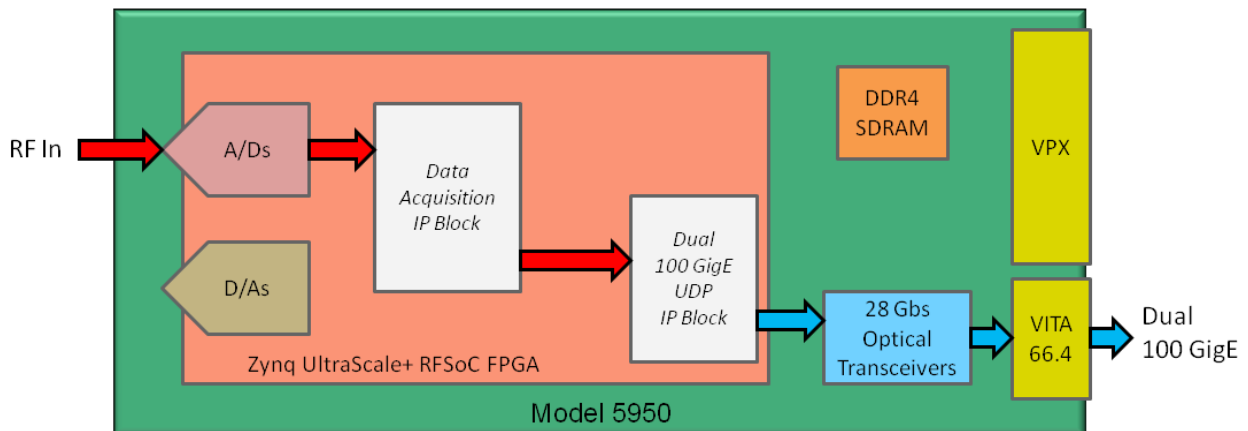 RF In
A/Ds
Data
Acquisition
IP Block
D/As
Dual
100 GigE
UDP
IP Block
Zynq UltraScale+ RFSoC FPGA
DDR4
SDRAM
VPX
28 Gbs
Optical
Transceivers
VITA
66.4
Dual
100 GigE
Model 5950